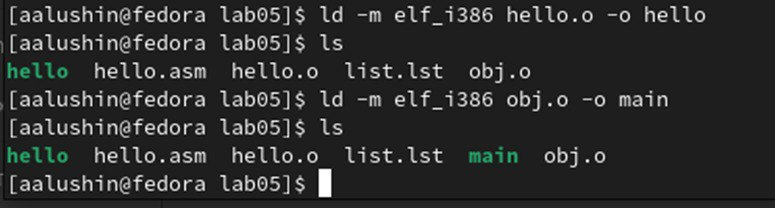 [aalushin@fedora lab05]$ ld -m elf_i386 hello.o -o hello
[aalushin@fedora lab05]$ ls
hello  hello.asm  hello.o  list.lst  obj.o
[aalushin@fedora lab05]$ ld -m elf_i386 obj.o -o main
[aalushin@fedora lab05]$ ls
hello  hello.asm  hello.o  list.lst  main  obj.o
[aalushin@fedora lab05]$